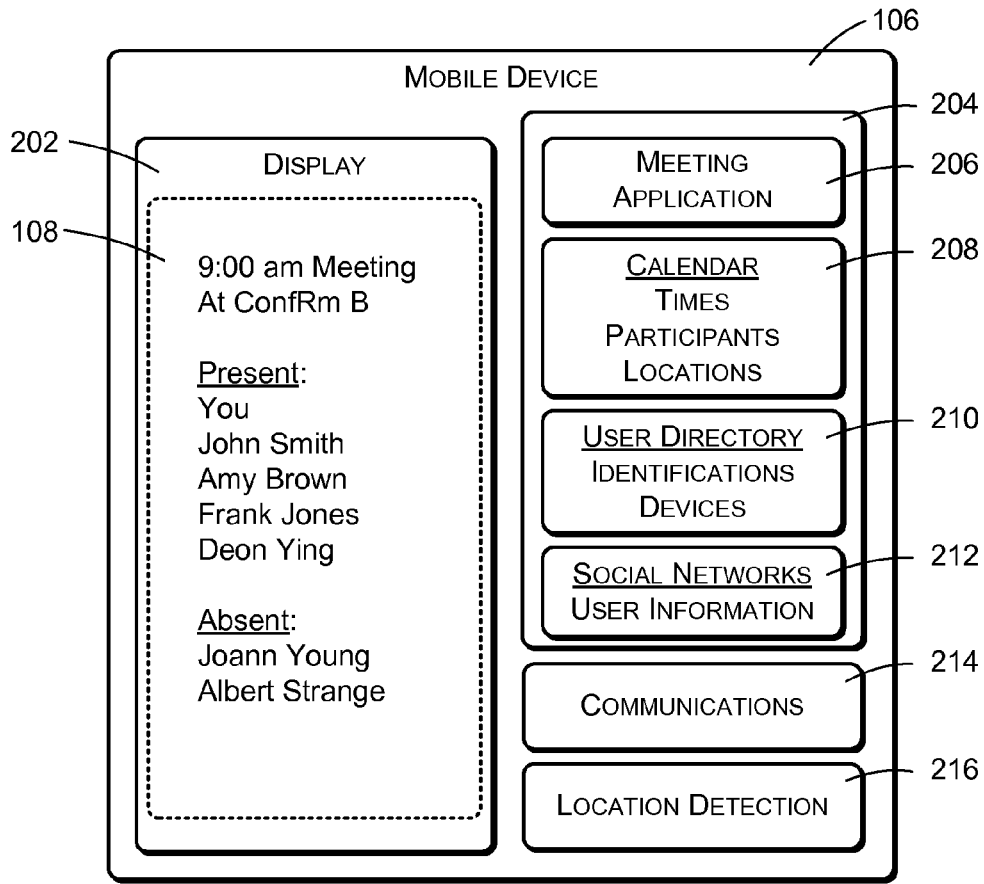 106
MOBILE DEVICE
202
DISPLAY
108
9:00 am Meeting
At ConfRm B
Present:
You
John Smith
Amy Brown
Frank Jones
Deon Ying
Absent:
Joann Young
Albert Strange
204
MEETING
APPLICATION
206
CALENDAR
TIMES
PARTICIPANTS
LOCATIONS
208
USER DIRECTORY
IDENTIFICATIONS
DEVICES
210
SOCIAL NETWORKS
USER INFORMATION
212
COMMUNICATIONS
214
LOCATION DETECTION
216